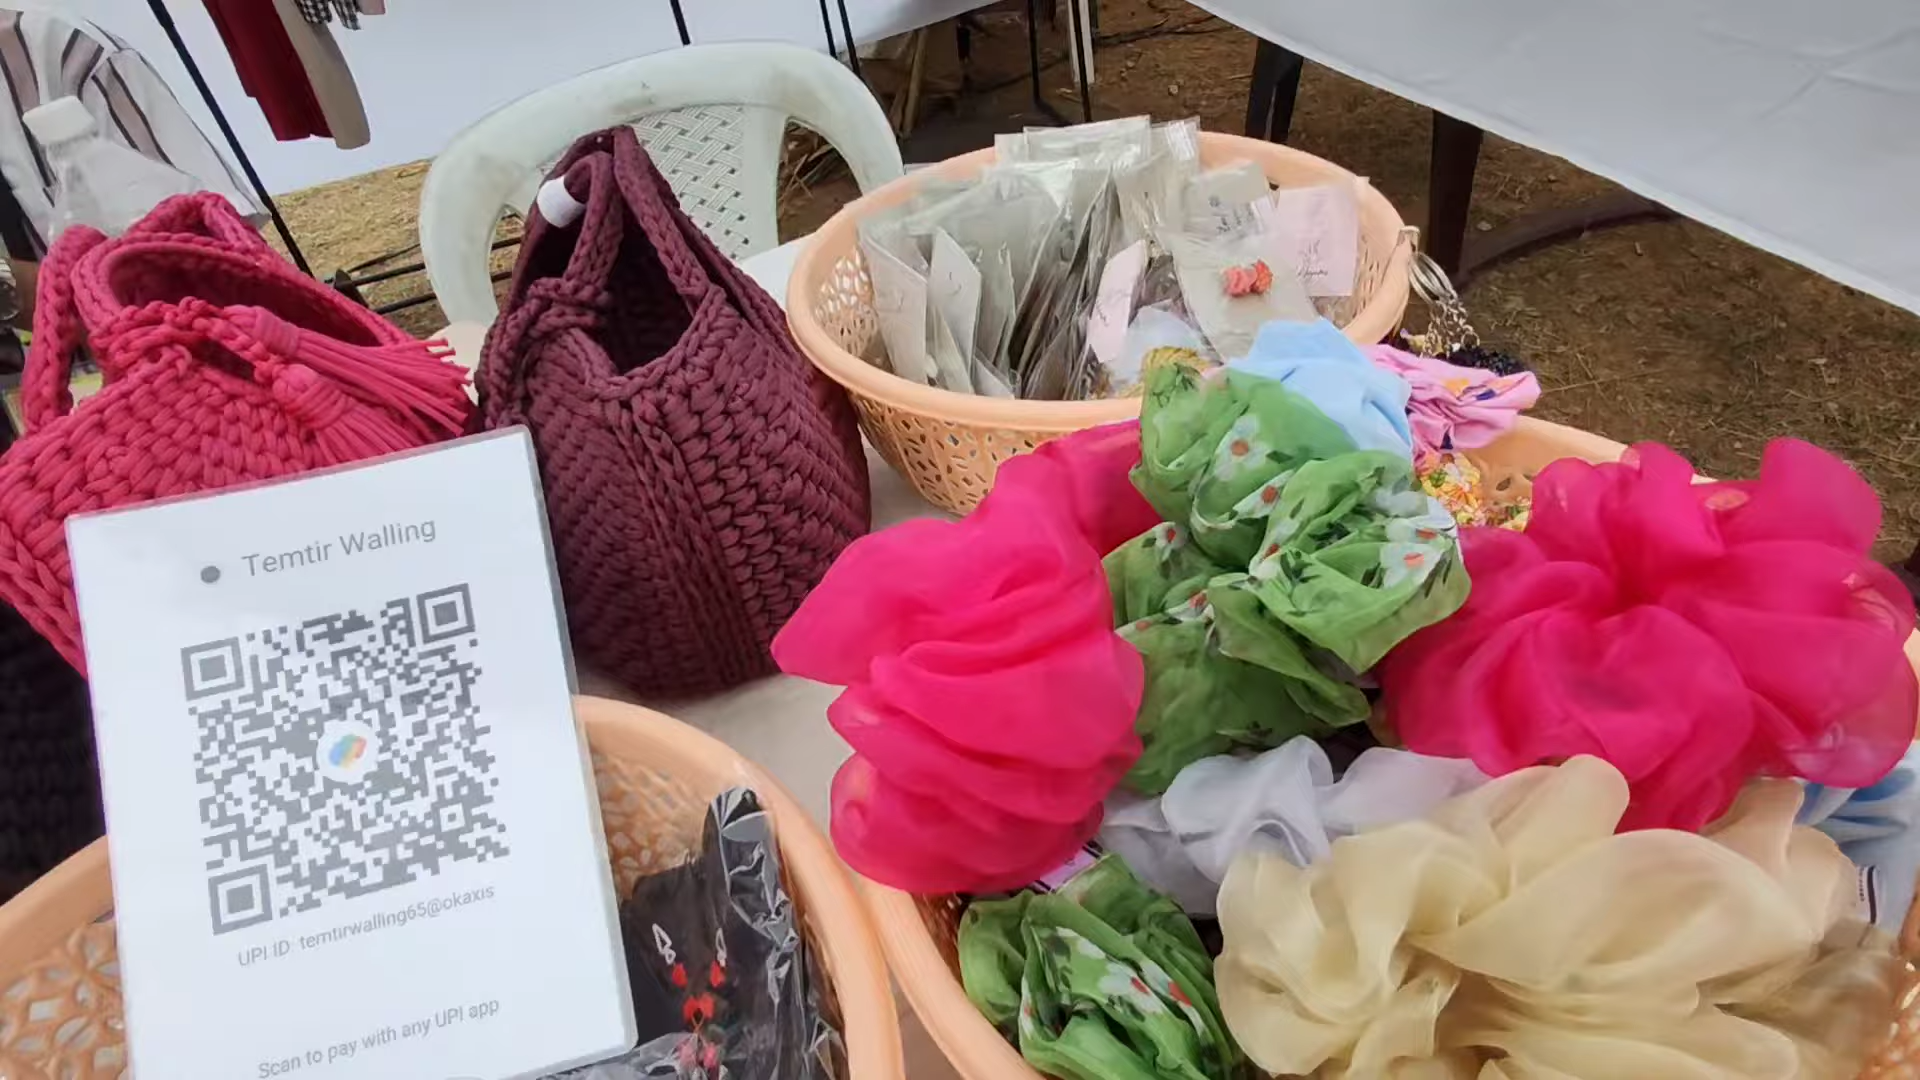 Temtir Walling
UPI ID: temtirwalling65@okaxis
Scan to pay with any UPI app